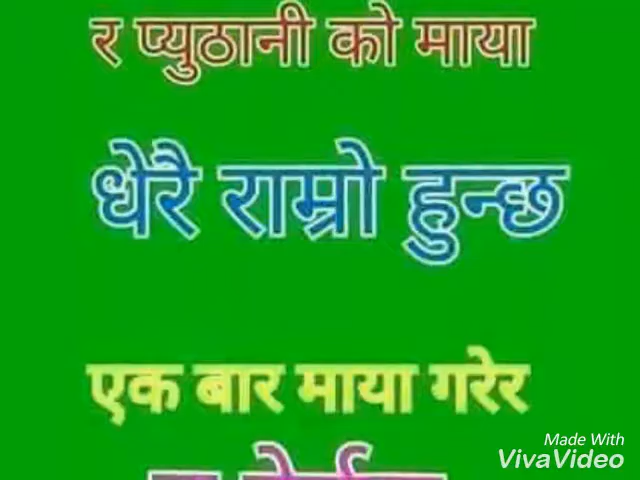 र प्युठानी को माया
धेरै राम्रो हुन्छ
एक बार माया गरेर
Made With
VivaVideo